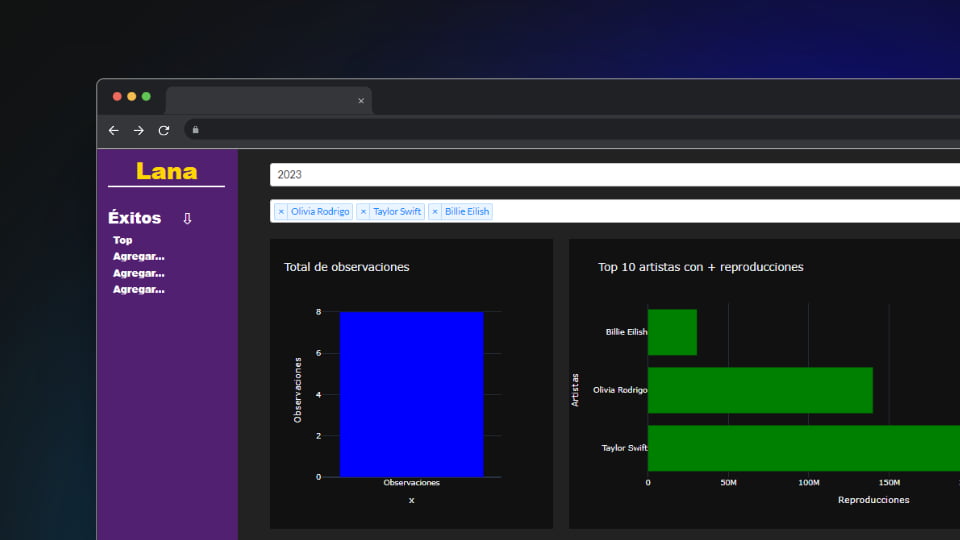 Lana
Éxitos ⇩
Top
Agregar...
Agregar...
Agregar...
2023
× Olivia Rodrigo × Taylor Swift × Billie Eilish
Total de observaciones
8
6
4
2
0
Observaciones
Observaciones
x
Top 10 artistas con + reproducciones
Artistas
Billie Eilish
Olivia Rodrigo
Taylor Swift
0 50M 100M 150M
Reproducciones